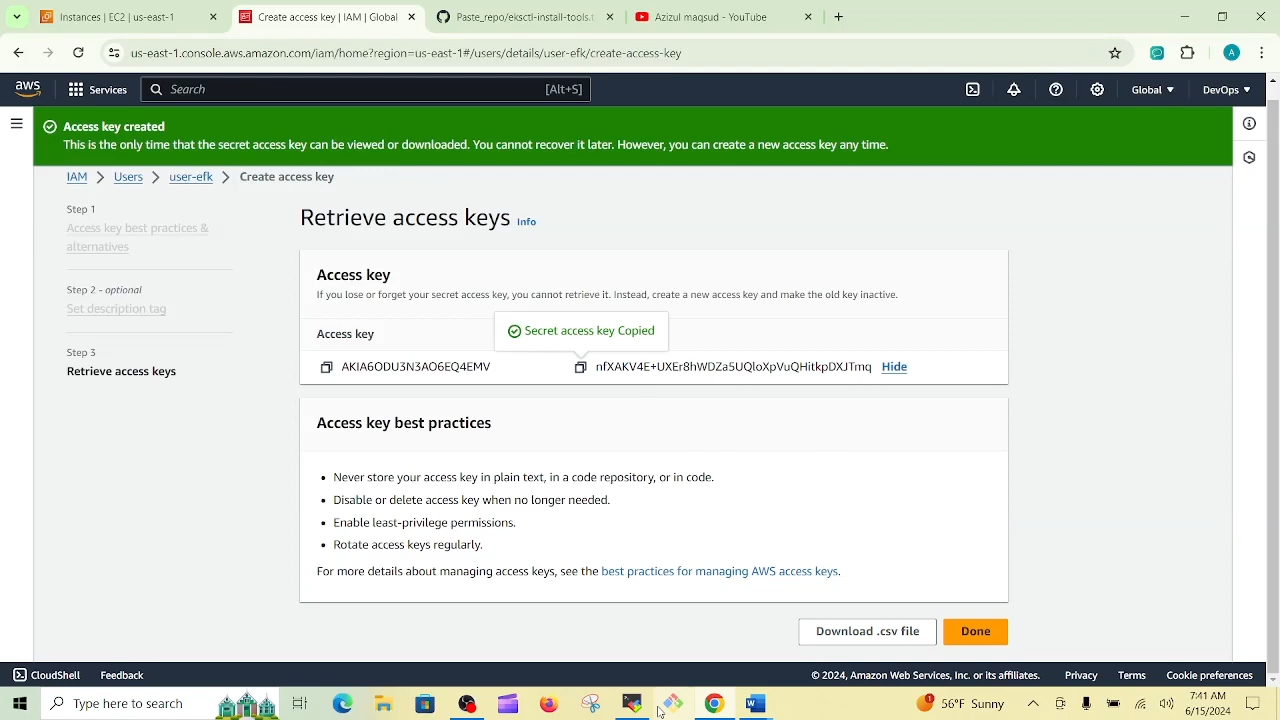 EC2 | us-east-1
Create access key | IAM | Global
Paste_repo/eksctl-install-tools.t
Azizul maqsud - YouTube
us-east-1.console.aws.amazon.com/iam/home?region=us-east-1#/users/details/user-efk/create-access-key
A
aws
Services
Search
[Alt+S]
Global
DevOps
Access key created
This is the only time that the secret access key can be viewed or downloaded. You cannot recover it later. However, you can create a new access key any time.
IAM
Users
user-efk
Create access key
Step 1
Access key best practices &
alternatives
Step 2 - optional
Set description tag
Step 3
Retrieve access keys
Retrieve access keys Info
Access key
If you lose or forget your secret access key, you cannot retrieve it. Instead, create a new access key and make the old key inactive.
Access key
Secret access key Copied
AKIA6ODU3N3AO6EQ4EMV
nfXAKV4E+UXEr8hWDZa5UQloXpVuQHitkpDXJTmq
Hide
Access key best practices
• Never store your access key in plain text, in a code repository, or in code.
• Disable or delete access key when no longer needed.
• Enable least-privilege permissions.
• Rotate access keys regularly.
For more details about managing access keys, see the best practices for managing AWS access keys.
Download .csv file
Done
CloudShell
Feedback
© 2024, Amazon Web Services, Inc. or its affiliates.
Privacy
Terms
Cookie preferences
Type here to search
1
56°F Sunny
7:41 AM
6/15/2024